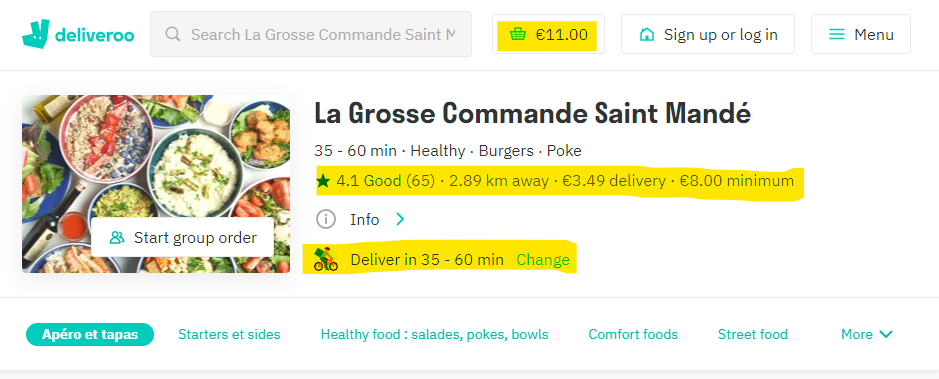 deliveroo
Search La Grosse Commande Saint M
€11.00
Sign up or log in
Menu
La Grosse Commande Saint Mandé
35 - 60 min · Healthy · Burgers · Poke
4.1 Good (65) · 2.89 km away · €3.49 delivery · €8.00 minimum
Info
Start group order
Deliver in 35 - 60 min Change
Apéro et tapas
Starters et sides
Healthy food : salades, pokes, bowls
Comfort foods
Street food
More